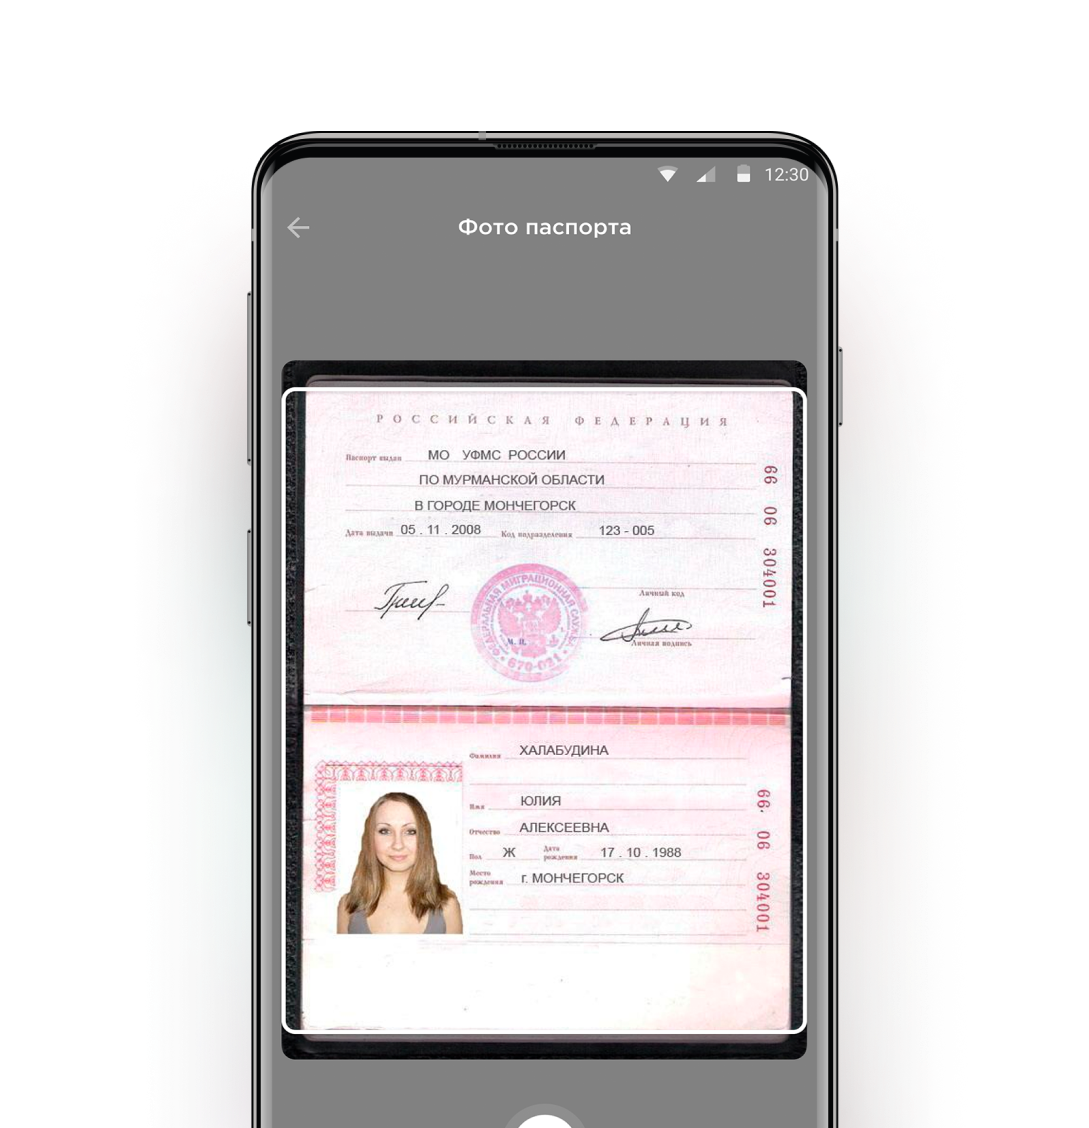 12:30
Фото паспорта
РОССИЙСКАЯ ФЕДЕРАЦИЯ
Паспорт выдан МО УФМС РОССИИ
ПО МУРМАНСКОЙ ОБЛАСТИ
В ГОРОДЕ МОНЧЕГОРСК
Дата выдачи 05 . 11 . 2008 Код подразделения 123 - 005
66 06 304001
Личный код
Личная подпись
ФЕДЕРАЛЬНАЯ МИГРАЦИОННАЯ СЛУЖБА
М. П.
Фамилия ХАЛАБУДИНА
Имя ЮЛИЯ
Отчество АЛЕКСЕЕВНА
Пол Ж Дата рождения 17 . 10 . 1988
Место рождения г. МОНЧЕГОРСК
66 06 304001